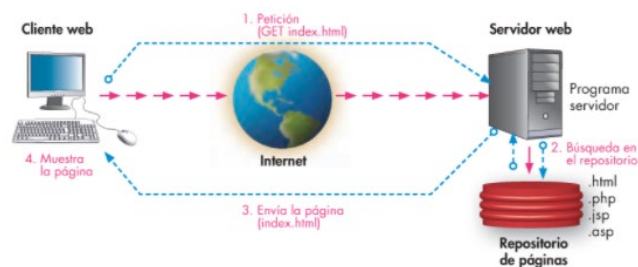 1. Petición
(GET index.html)
Cliente web
Servidor web
Programa
servidor
Internet
4. Muestra
la página
2. Búsqueda en
el repositorio
3. Envía la página
(index.html)
.html
.php
.jsp
.asp
Repositorio
de páginas